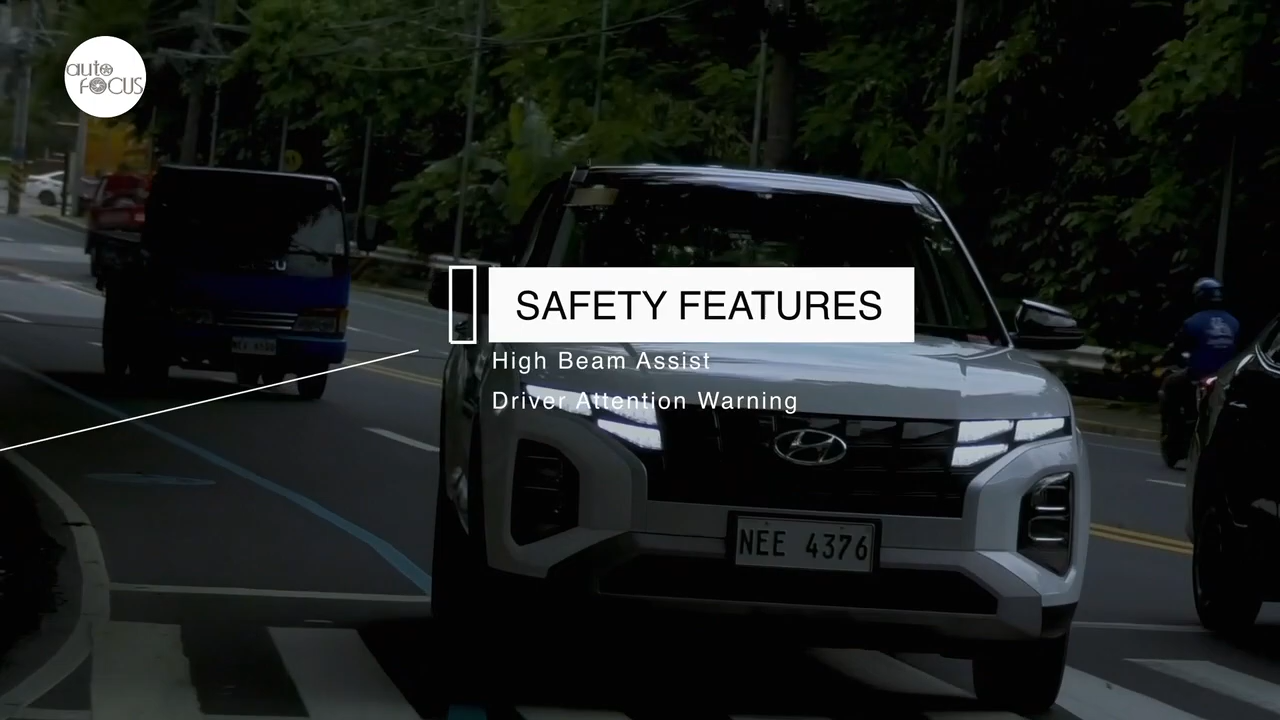 auto
FOCUS
SAFETY FEATURES
High Beam Assist
Driver Attention Warning
NEE 4376